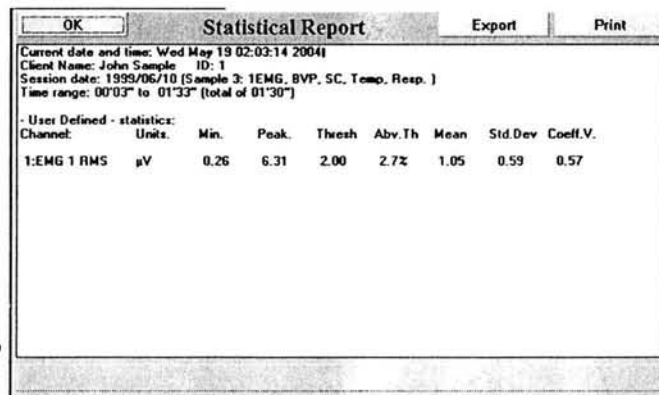 OK Statistical Report Export Print
Current date and time: Wed May 19 02:03:14 2004
Client Name: John Sample ID: 1
Session date: 1999/06/10 (Sample 3: 1EMG, BVP, SC, Temp, Resp. )
Time range: 00'03" to 01'33" (total of 01'30")
- User Defined - statistics:
Channel: Units. Min. Peak. Thresh Abv.Th Mean Std.Dev Coeff.V.
1:EMG 1 RMS µV 0.26 6.31 2.00 2.7% 1.05 0.59 0.57